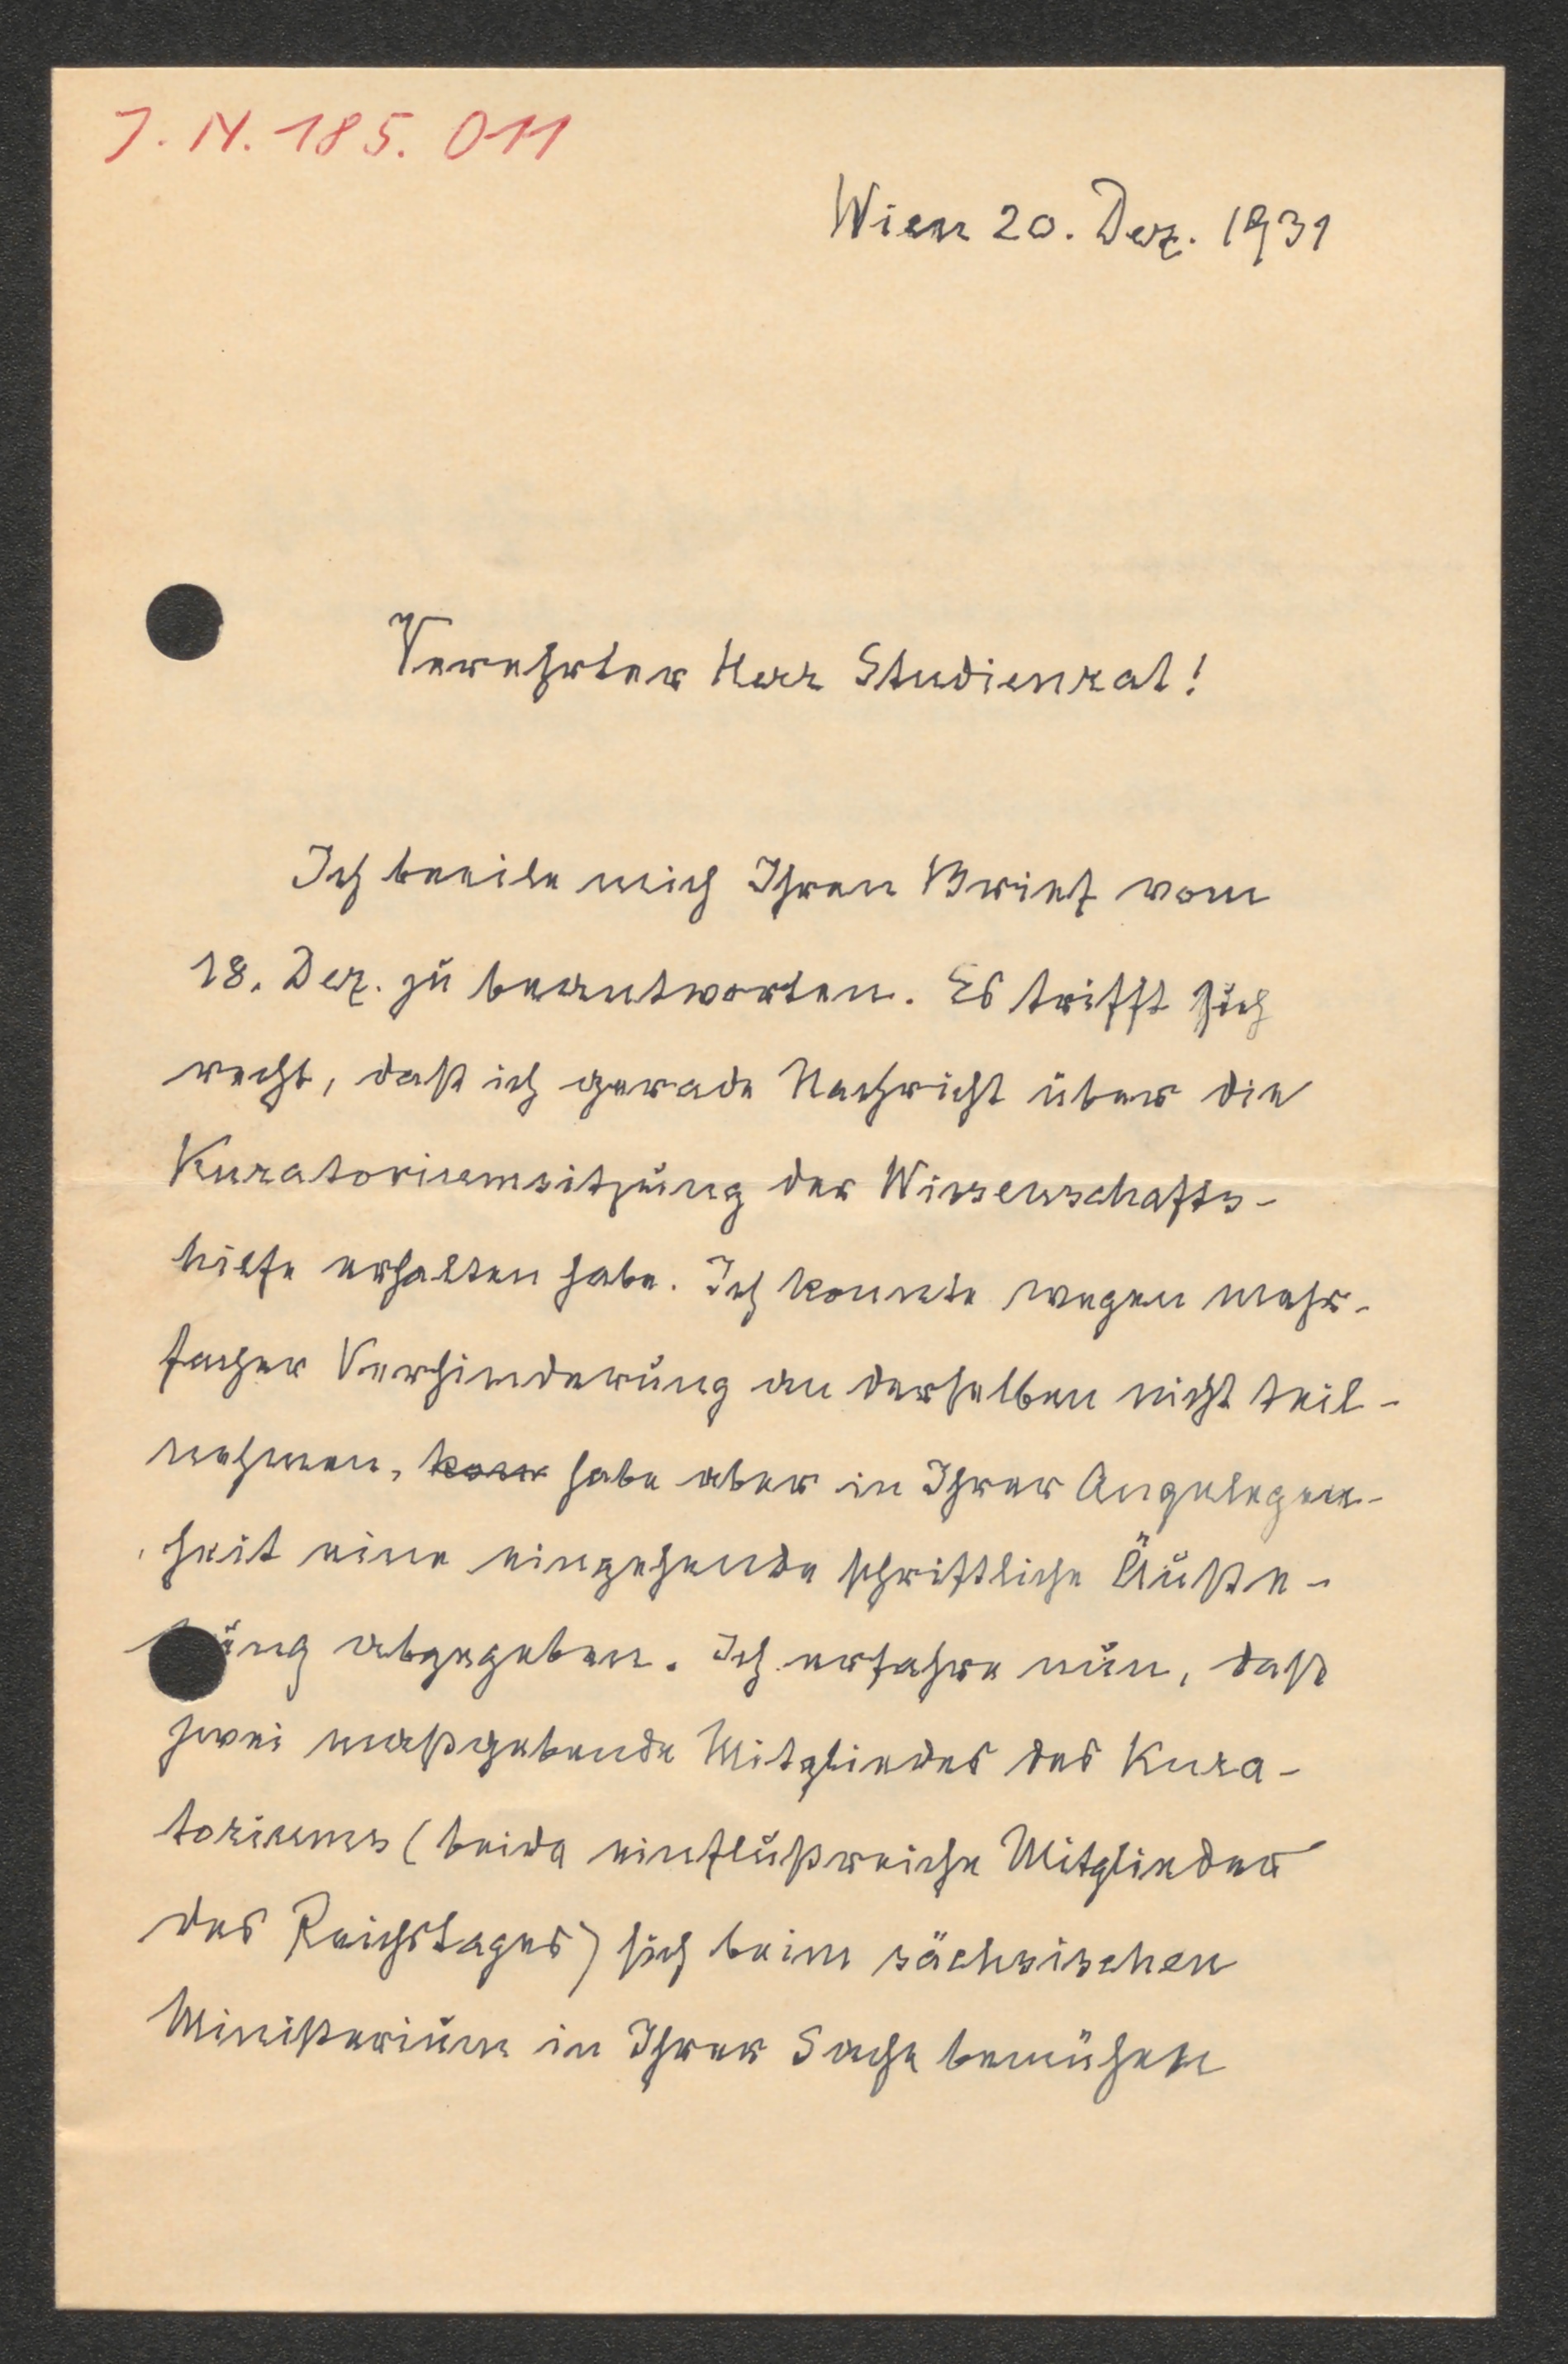 J. N. 185. 011
Wien 20. Dez. 1931
Verehrter Herr Studienrat!
Ich beeile mich Ihren Brief vom
18. Dez. zu beantworten. Es trifft sich
recht, daß ich gerade Nachricht über die
Kuratoriumsitzung der Wissenschafts-
hilfe erhalten habe. Ich konnte wegen mehr-
facher Verhinderung an derselben nicht teil-
nehmen, habe aber in Ihrer Angelegen-
heit eine eingehende schriftliche Äuße-
rung abgegeben. Ich erfahre nun, daß
zwei maßgebende Mitglieder des Kura-
toriums (beide einflußreiche Mitglieder
des Reichstages) sich beim sächsischen
Ministerium in Ihrer Sache bemühen